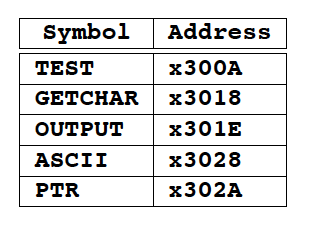 Symbol Address
TEST x300A
GETCHAR x3018
OUTPUT x301E
ASCII x3028
PTR x302A